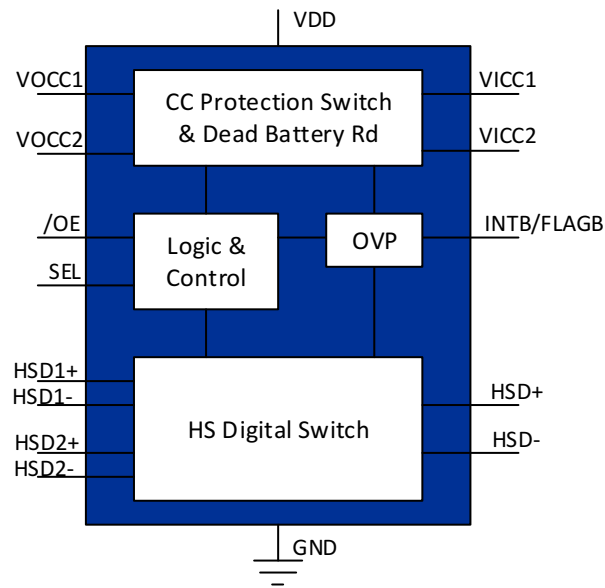 VDD
VOCC1
VICC1
CC Protection Switch
& Dead Battery Rd
VOCC2
VICC2
/OE
INTB/FLAGB
Logic &
Control
OVP
SEL
HSD1+
HSD1-
HSD+
HS Digital Switch
HSD2+
HSD-
HSD2-
GND